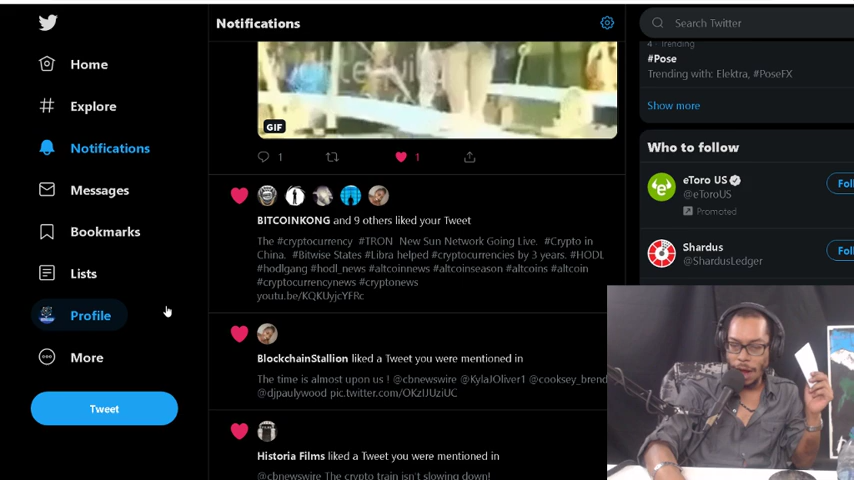 Home
Explore
Notifications
Messages
Bookmarks
Lists
Profile
More
Tweet
Notifications
GIF
1
1
BITCOINKONG and 9 others liked your Tweet
The #cryptocurrency #TRON New Sun Network Going Live. #Crypto in
China. #Bitwise #Libra helped #cryptocurrencies by 3 years. #HODL
#hodlgang #hodl_news #altcoinnews #altcoinseason #altcoins #altcoin
#cryptocurrencynews #cryptonews
youtu.be/KQKUyjcYFRc
BlockchainStallion liked a Tweet you were mentioned in
The time is almost upon us ! @cbnewswire @KylaJOliver1 @cooksey_brend
@djpaulywood pic.twitter.com/OKzIJUziUC
Historia Films liked a Tweet you were mentioned in
@cbnewswire The crypto train isn't slowing down!
Search Twitter
4 · Trending
#Pose
Trending with: Elektra, #PoseFX
Show more
Who to follow
eToro US
@eToroUS
Promoted
Foll
Shardus
@ShardusLedger
Foll